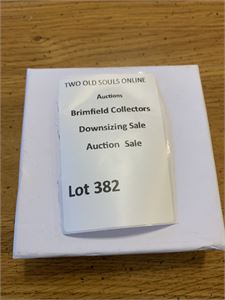 TWO OLD SOULS ONLINE
Auctions
Brimfield Collectors
Downsizing Sale
Auction Sale
Lot 382